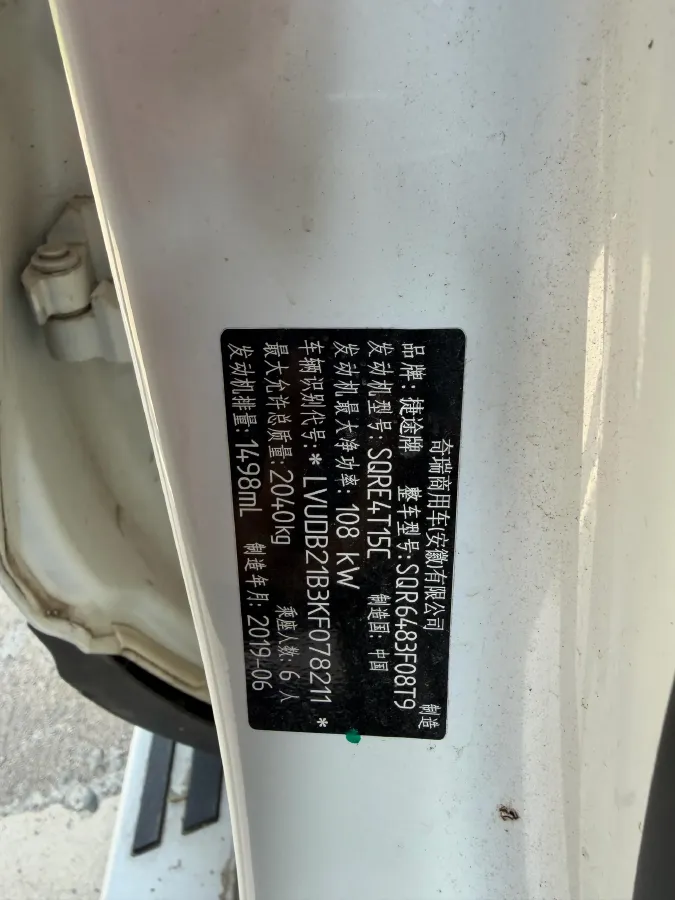 奇瑞商用车(安徽)有限公司 制造
品牌: 捷途牌 整车型号: SQR6483F08T9
发动机型号: SQRE4T15C 制造国: 中国
发动机最大净功率: 108 kW
车辆识别代号: *LVUDB21B3KF078211*
最大允许总质量: 2040kg 乘座人数: 6 人
发动机排量: 1498mL 制造年月: 2019-06